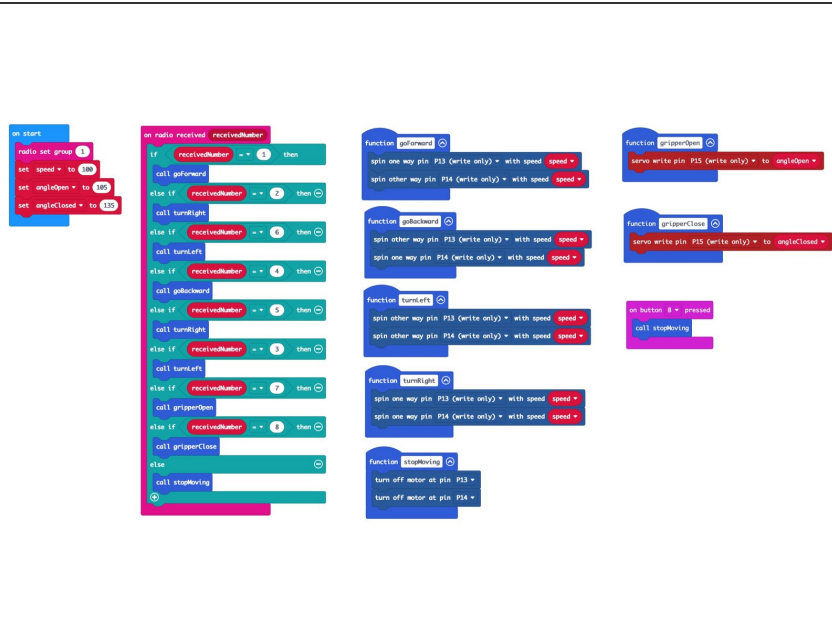 on start
radio set group 1
set speed to 100
set angleOpen to 105
set angleClosed to 135
on radio received receivedNumber
if receivedNumber = 1 then
call goForward
else if receivedNumber = 2 then
call turnRight
else if receivedNumber = 6 then
call turnLeft
else if receivedNumber = 4 then
call goBackward
else if receivedNumber = 5 then
call turnRight
else if receivedNumber = 3 then
call turnLeft
else if receivedNumber = 7 then
call gripperOpen
else if receivedNumber = 8 then
call gripperClose
else
call stopMoving
function goForward
spin one way pin P13 (write only) with speed speed
spin other way pin P14 (write only) with speed speed
function goBackward
spin other way pin P13 (write only) with speed speed
spin one way pin P14 (write only) with speed speed
function turnLeft
spin other way pin P13 (write only) with speed speed
spin other way pin P14 (write only) with speed speed
function turnRight
spin one way pin P13 (write only) with speed speed
spin one way pin P14 (write only) with speed speed
function stopMoving
turn off motor at pin P13
turn off motor at pin P14
function gripperOpen
servo write pin P15 (write only) to angleOpen
function gripperClose
servo write pin P15 (write only) to angleClosed
on button B pressed
call stopMoving